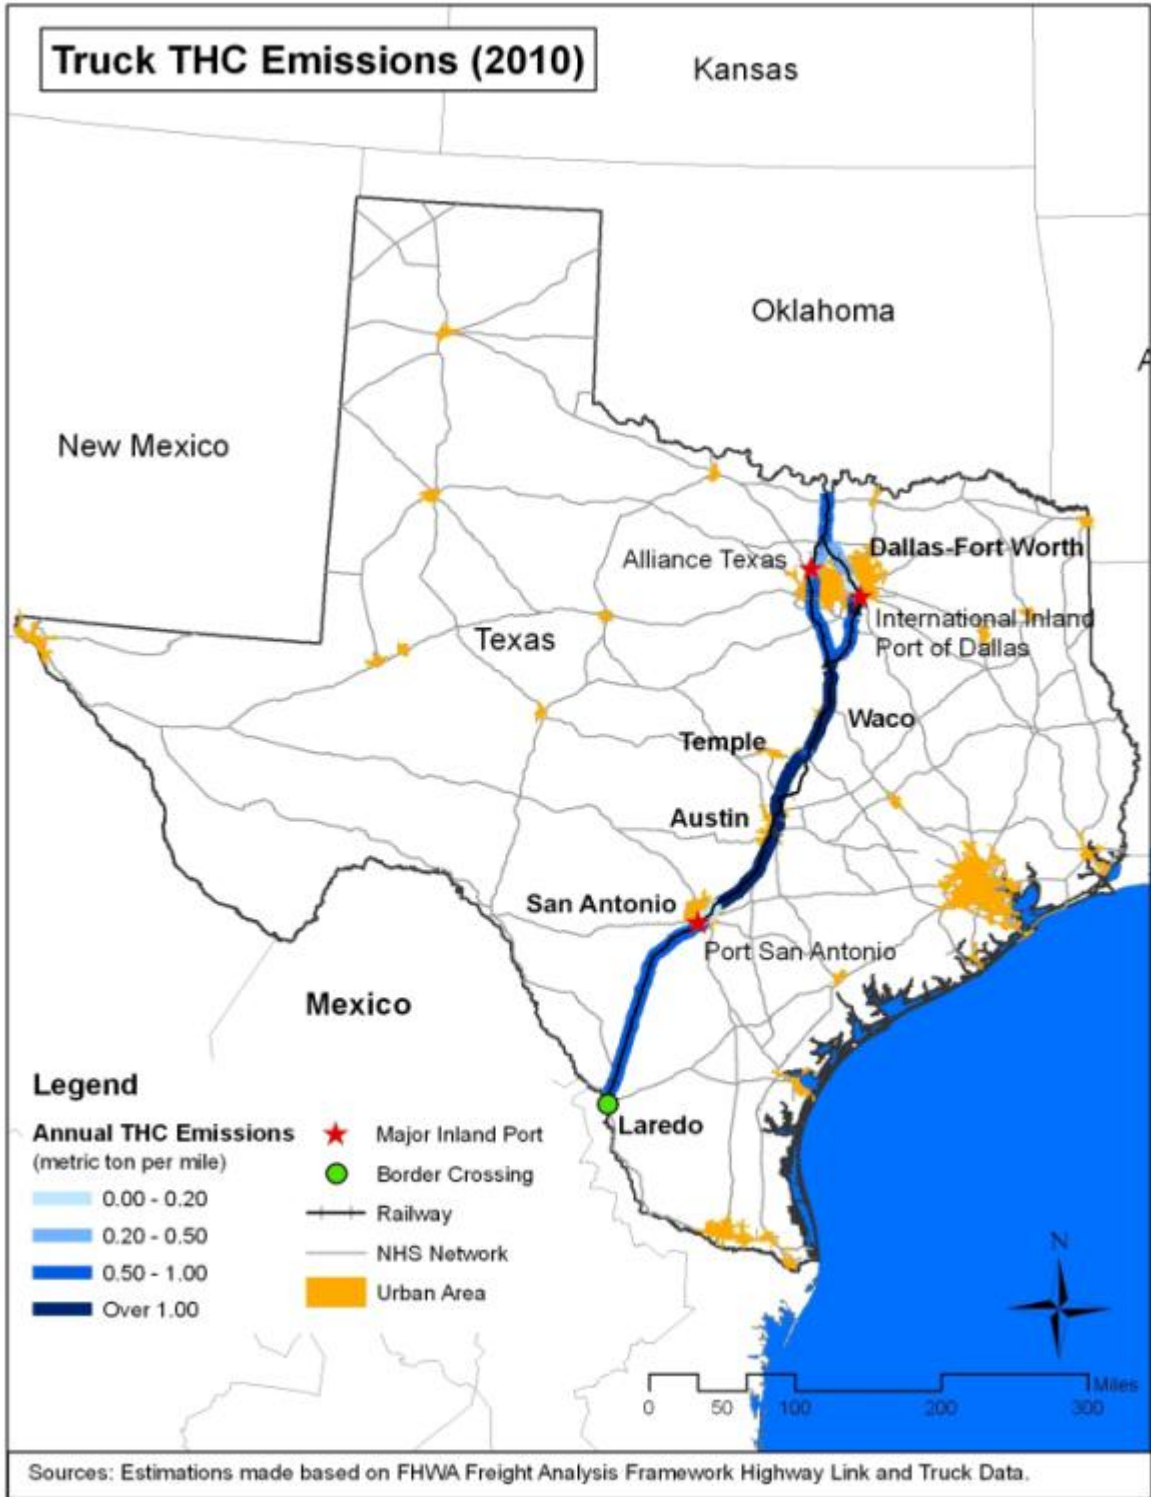 Truck THC Emissions (2010)
Kansas
Oklahoma
A
New Mexico
Alliance Texas
Dallas-Fort Worth
International Inland
Port of Dallas
Texas
Waco
Temple
Austin
San Antonio
Port San Antonio
Mexico
Laredo
Legend
Annual THC Emissions
(metric ton per mile)
0.00 - 0.20
0.20 - 0.50
0.50 - 1.00
Over 1.00
Major Inland Port
Border Crossing
Railway
NHS Network
Urban Area
N
Miles
0 50 100 200 300
Sources: Estimations made based on FHWA Freight Analysis Framework Highway Link and Truck Data.